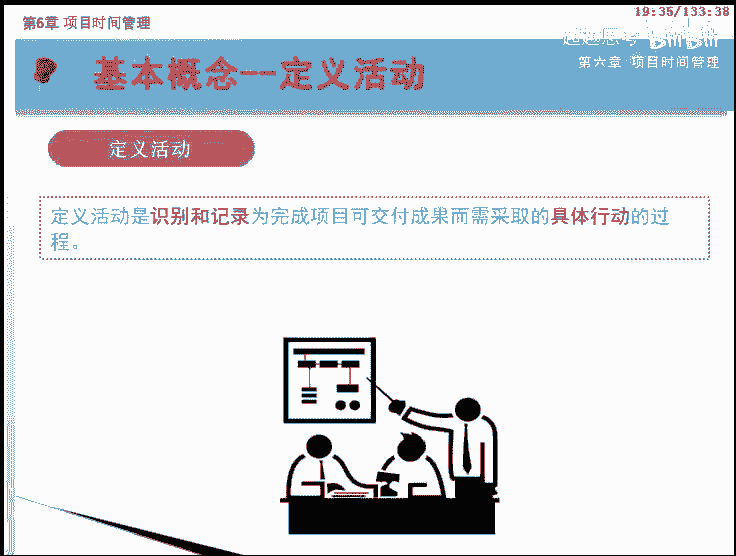 第6章 项目时间管理
19:35/133:38
第六章 项目时间管理
基本概念--定义活动
定义活动
定义活动是识别和记录为完成项目可交付成果而需采取的具体行动的过
程。